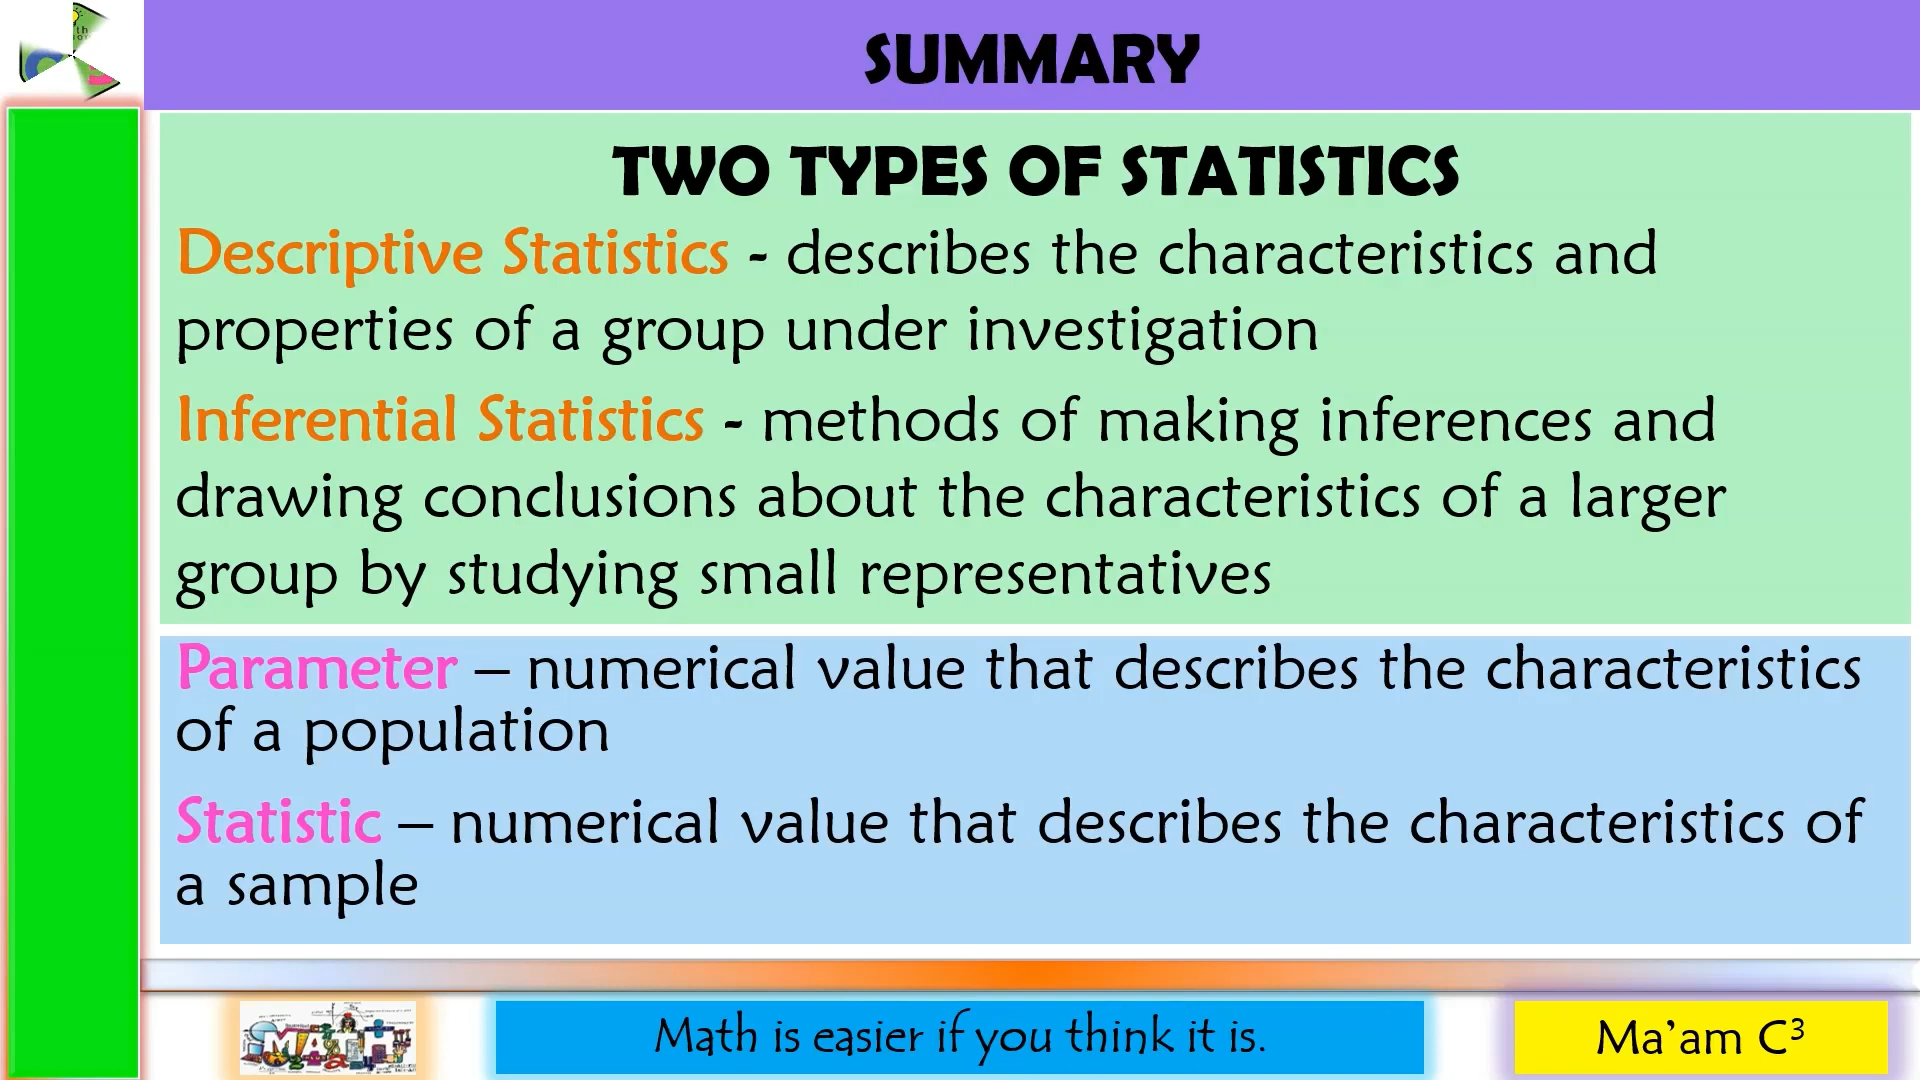 SUMMARY
TWO TYPES OF STATISTICS
Descriptive Statistics - describes the characteristics and
properties of a group under investigation
Inferential Statistics - methods of making inferences and
drawing conclusions about the characteristics of a larger
group by studying small representatives
Parameter – numerical value that describes the characteristics
of a population
Statistic – numerical value that describes the characteristics of
a sample
MATH
Math is easier if you think it is.
Ma’am C³